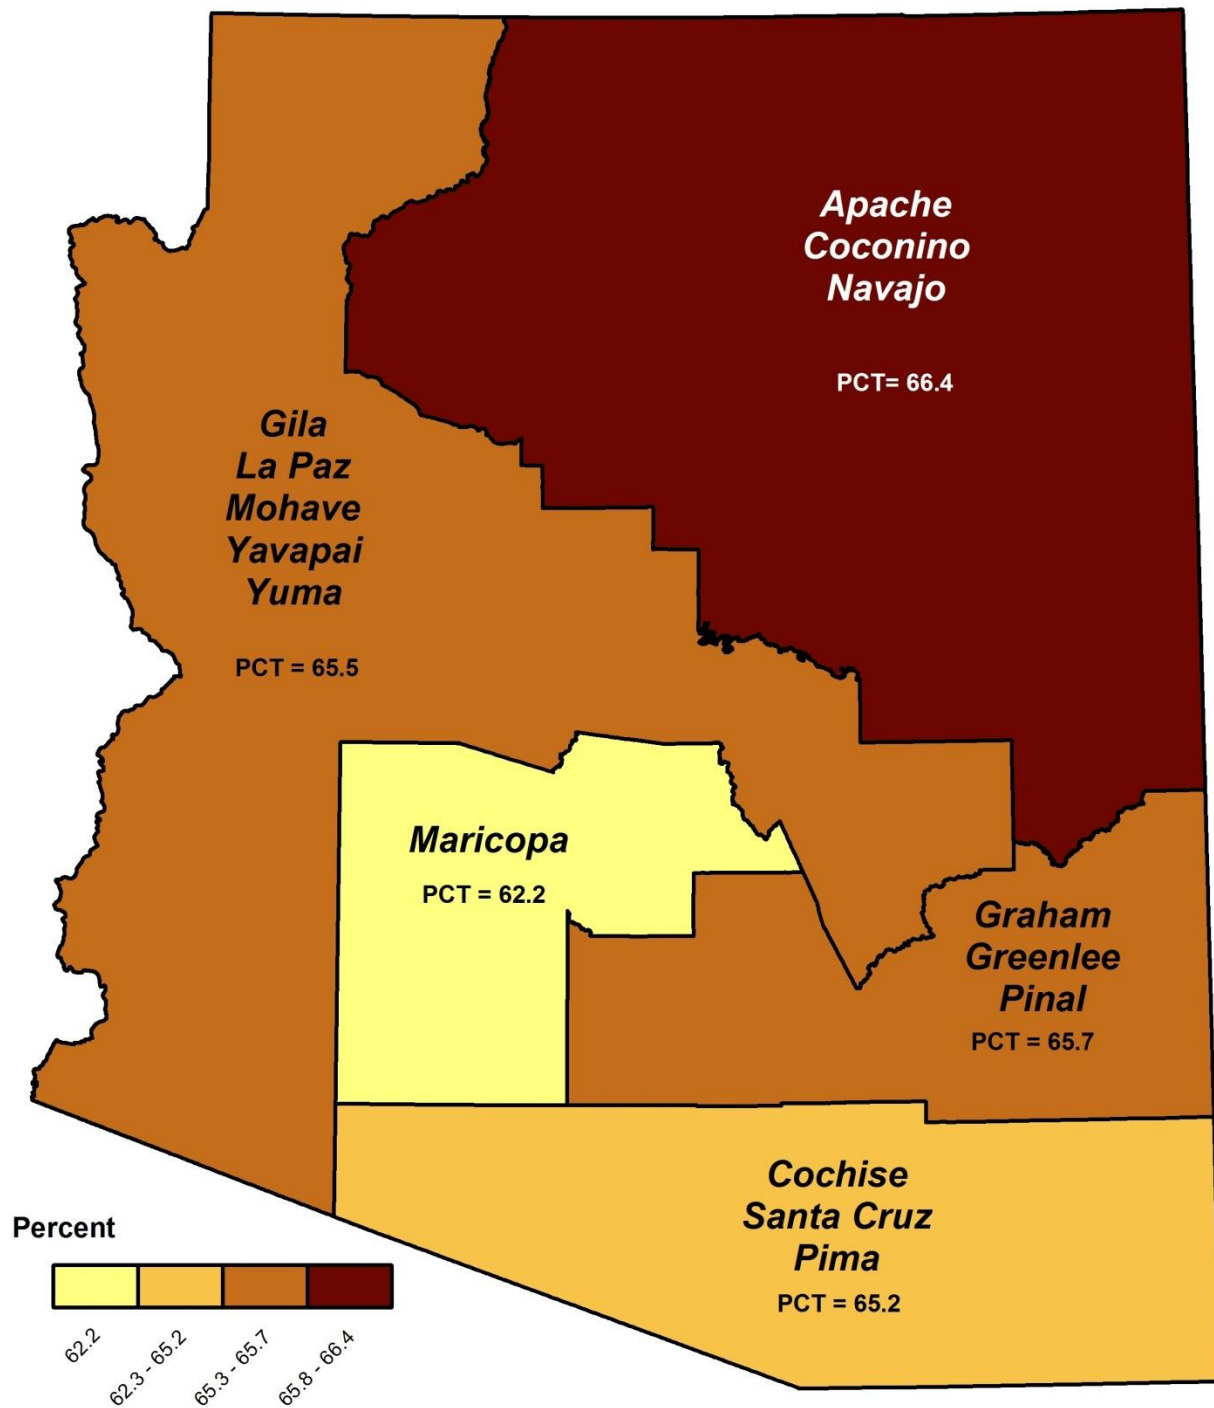 Apache
Coconino
Navajo
PCT= 66.4
Gila
La Paz
Mohave
Yavapai
Yuma
PCT = 65.5
Maricopa
PCT = 62.2
Graham
Greenlee
Pinal
PCT = 65.7
Cochise
Santa Cruz
Pima
PCT = 65.2
Percent
62.2
62.3 - 65.2
65.3 - 65.7
65.8 - 66.4